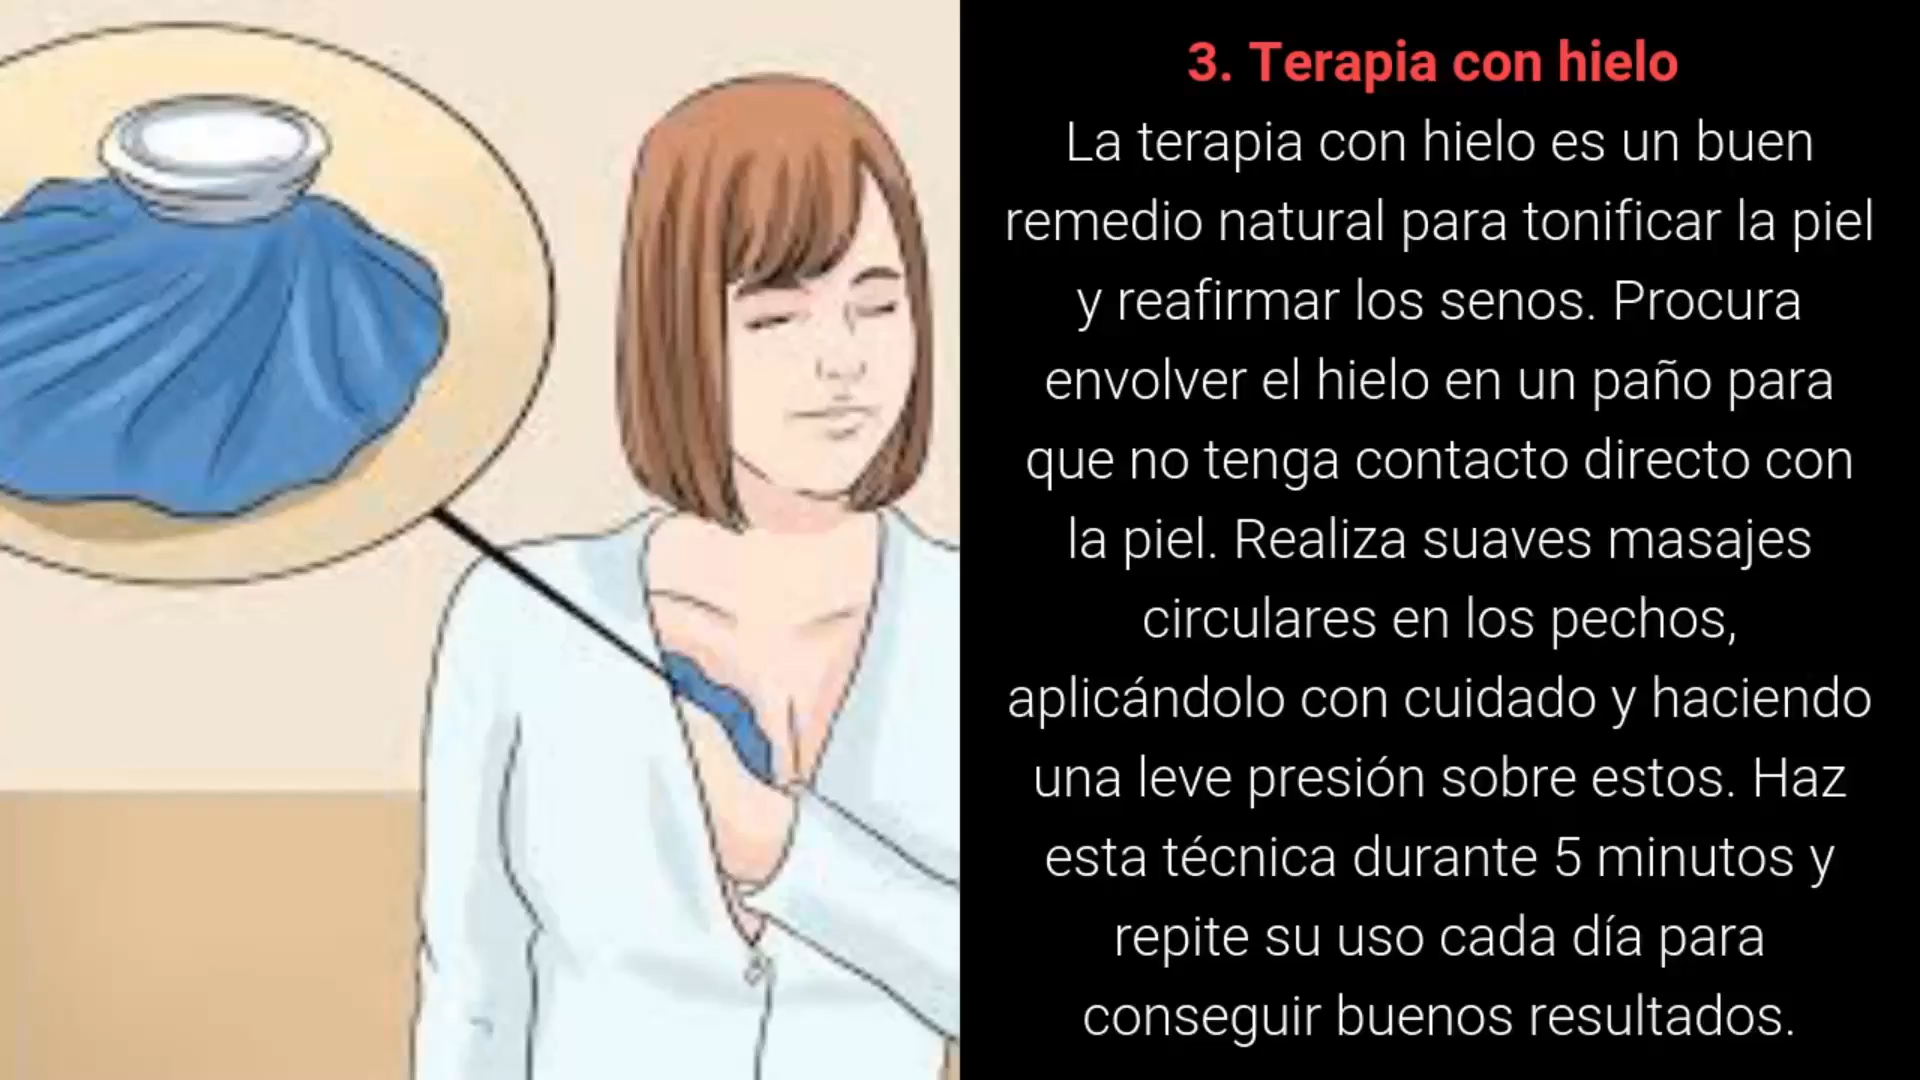 3. Terapia con hielo
La terapia con hielo es un buen
remedio natural para tonificar la piel
y reafirmar los senos. Procura
envolver el hielo en un paño para
que no tenga contacto directo con
la piel. Realiza suaves masajes
circulares en los pechos,
aplicándolo con cuidado y haciendo
una leve presión sobre estos. Haz
esta técnica durante 5 minutos y
repite su uso cada día para
conseguir buenos resultados.